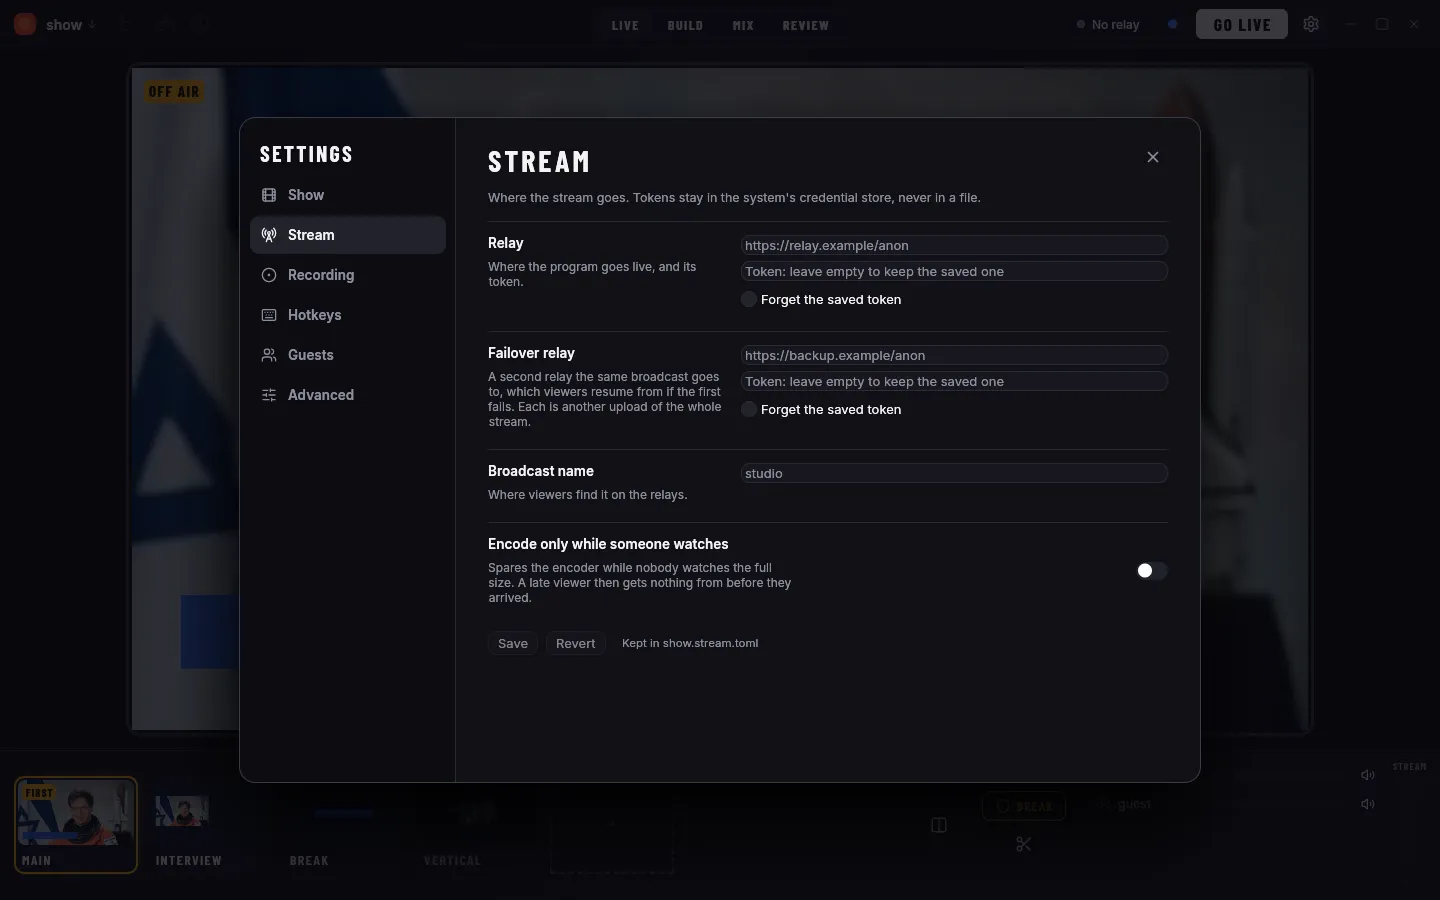 show
LIVE
BUILD
MIX
REVIEW
No relay
GO LIVE
OFF AIR
SETTINGS
Show
Stream
Recording
Hotkeys
Guests
Advanced
STREAM
Where the stream goes. Tokens stay in the system's credential store, never in a file.
Relay
Where the program goes live, and its
token.
https://relay.example/anon
Token: leave empty to keep the saved one
Forget the saved token
Failover relay
A second relay the same broadcast goes
to, which viewers resume from if the first
fails. Each is another upload of the whole
stream.
https://backup.example/anon
Token: leave empty to keep the saved one
Forget the saved token
Broadcast name
Where viewers find it on the relays.
studio
Encode only while someone watches
Spares the encoder while nobody watches the full
size. A late viewer then gets nothing from before they
arrived.
Save
Revert
Kept in show.stream.toml
FIRST
MAIN
INTERVIEW
BREAK
VERTICAL
BREAK
guest
STREAM